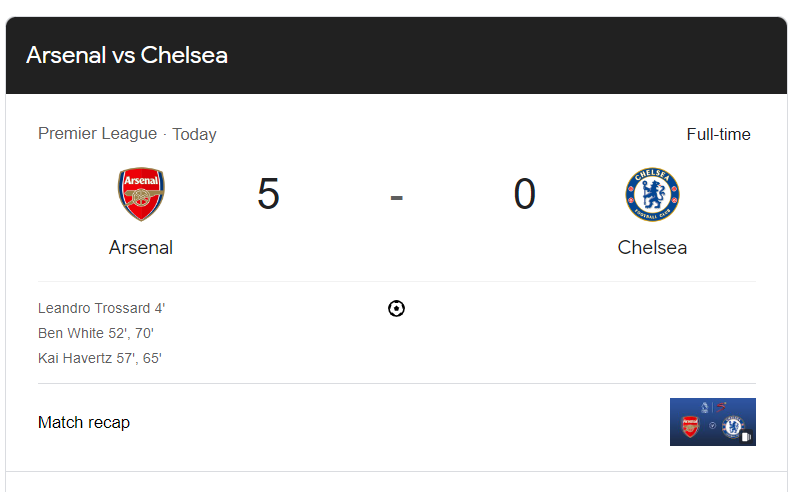 Arsenal vs Chelsea
Premier League · Today
Full-time
Arsenal
CHELSEA
FOOTBALL CLUB
5 - 0
Arsenal
Chelsea
Leandro Trossard 4'
Ben White 52', 70'
Kai Havertz 57', 65'
Match recap